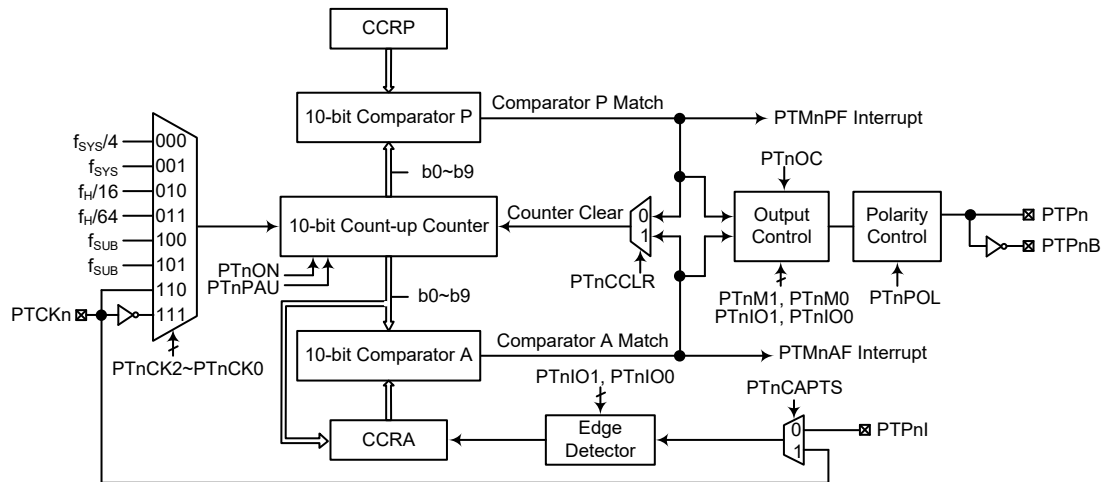 CCRP
10-bit Comparator P
Comparator P Match
PTMnPF Interrupt
fSYS/4
000
fSYS
001
fH/16
010
fH/64
011
fSUB
100
fSUB
101
110
111
PTCKn
PTnCK2~PTnCK0
b0~b9
10-bit Count-up Counter
Counter Clear
0
1
PTnCCLR
PTnON
PTnPAU
b0~b9
PTnOC
Output
Control
PTnM1, PTnM0
PTnIO1, PTnIO0
Polarity
Control
PTnPOL
PTPn
PTPnB
10-bit Comparator A
Comparator A Match
PTMnAF Interrupt
CCRA
PTnIO1, PTnIO0
Edge
Detector
PTnCAPTS
0
1
PTPnI